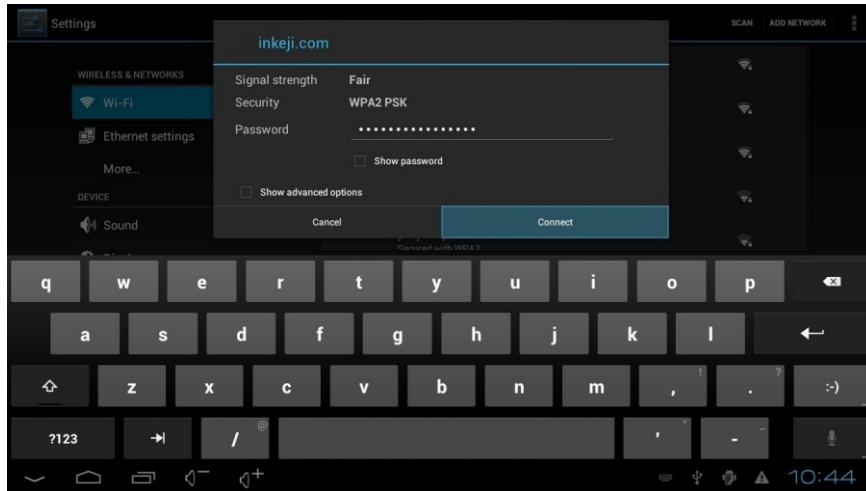 Settings
SCAN ADD NETWORK
inkeji.com
Signal strength Fair
Security WPA2 PSK
Password ••••••••••••••••
Show password
Show advanced options
Cancel Connect
WIRELESS & NETWORKS
Wi-Fi
Ethernet settings
More...
DEVICE
Sound
Secured with WPA2
q w e r t y u i o p
a s d f g h j k l
z x c v b n m , ! . ? :-)
?123 / @ ' " - _
10:44